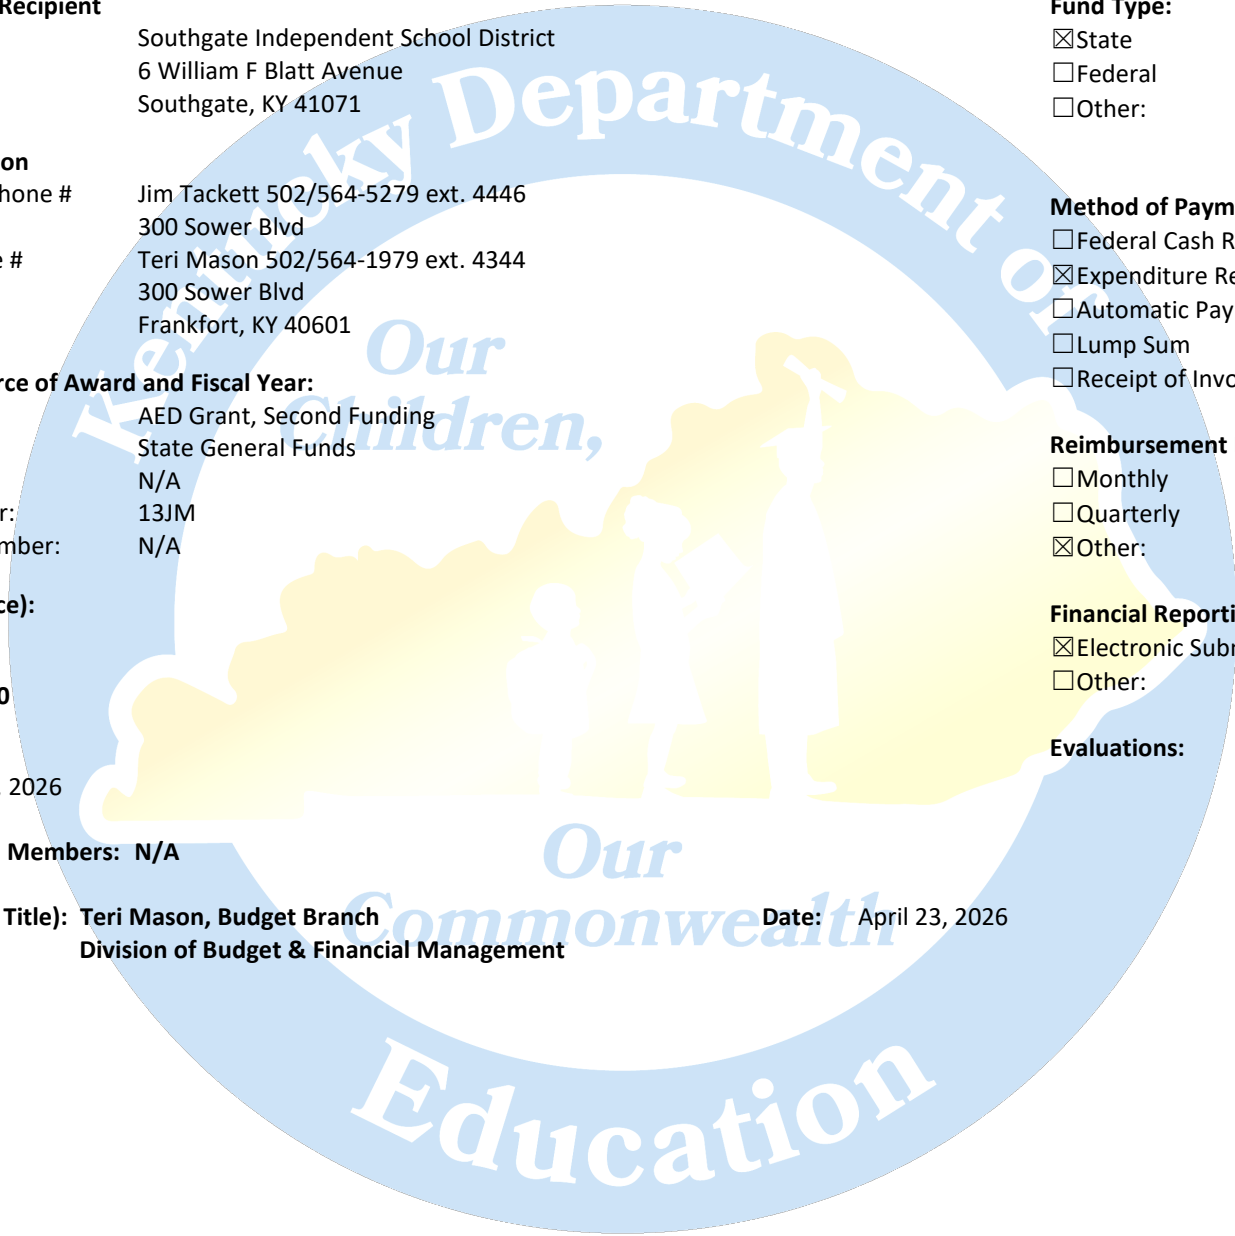 Recipient
Southgate Independent School District
6 William F Blatt Avenue
Southgate, KY 41071
on
hone # Jim Tackett 502/564-5279 ext. 4446
300 Sower Blvd
e # Teri Mason 502/564-1979 ext. 4344
300 Sower Blvd
Frankfort, KY 40601
rce of Award and Fiscal Year:
AED Grant, Second Funding
State General Funds
N/A
r: 13JM
mber: N/A
ce):
0
, 2026
Members: N/A
Title): Teri Mason, Budget Branch
Division of Budget & Financial Management
Date: April 23, 2026
Fund Type:
☒State
☐Federal
☐Other:
Method of Paym
☐Federal Cash R
☒Expenditure Re
☐Automatic Pay
☐Lump Sum
☐Receipt of Invo
Reimbursement
☐Monthly
☐Quarterly
☒Other:
Financial Reporti
☒Electronic Subr
☐Other:
Evaluations:
Kentucky Department of
Education
Our
Children,
Our
Commonwealth